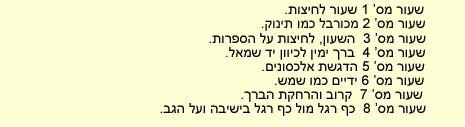 שעור מס' 1 שעור לחיצות.
שעור מס' 2 מכורבל כמו תינוק.
שעור מס' 3 השעון, לחיצות על הספרות.
שעור מס' 4 ברך ימין לכיוון יד שמאל.
שעור מס' 5 הדגשת אלכסונים.
שעור מס' 6 ידיים כמו שמש.
שעור מס' 7 קרוב והרחקת הברך.
שעור מס' 8 כף רגל מול כף רגל בישיבה ועל הגב.